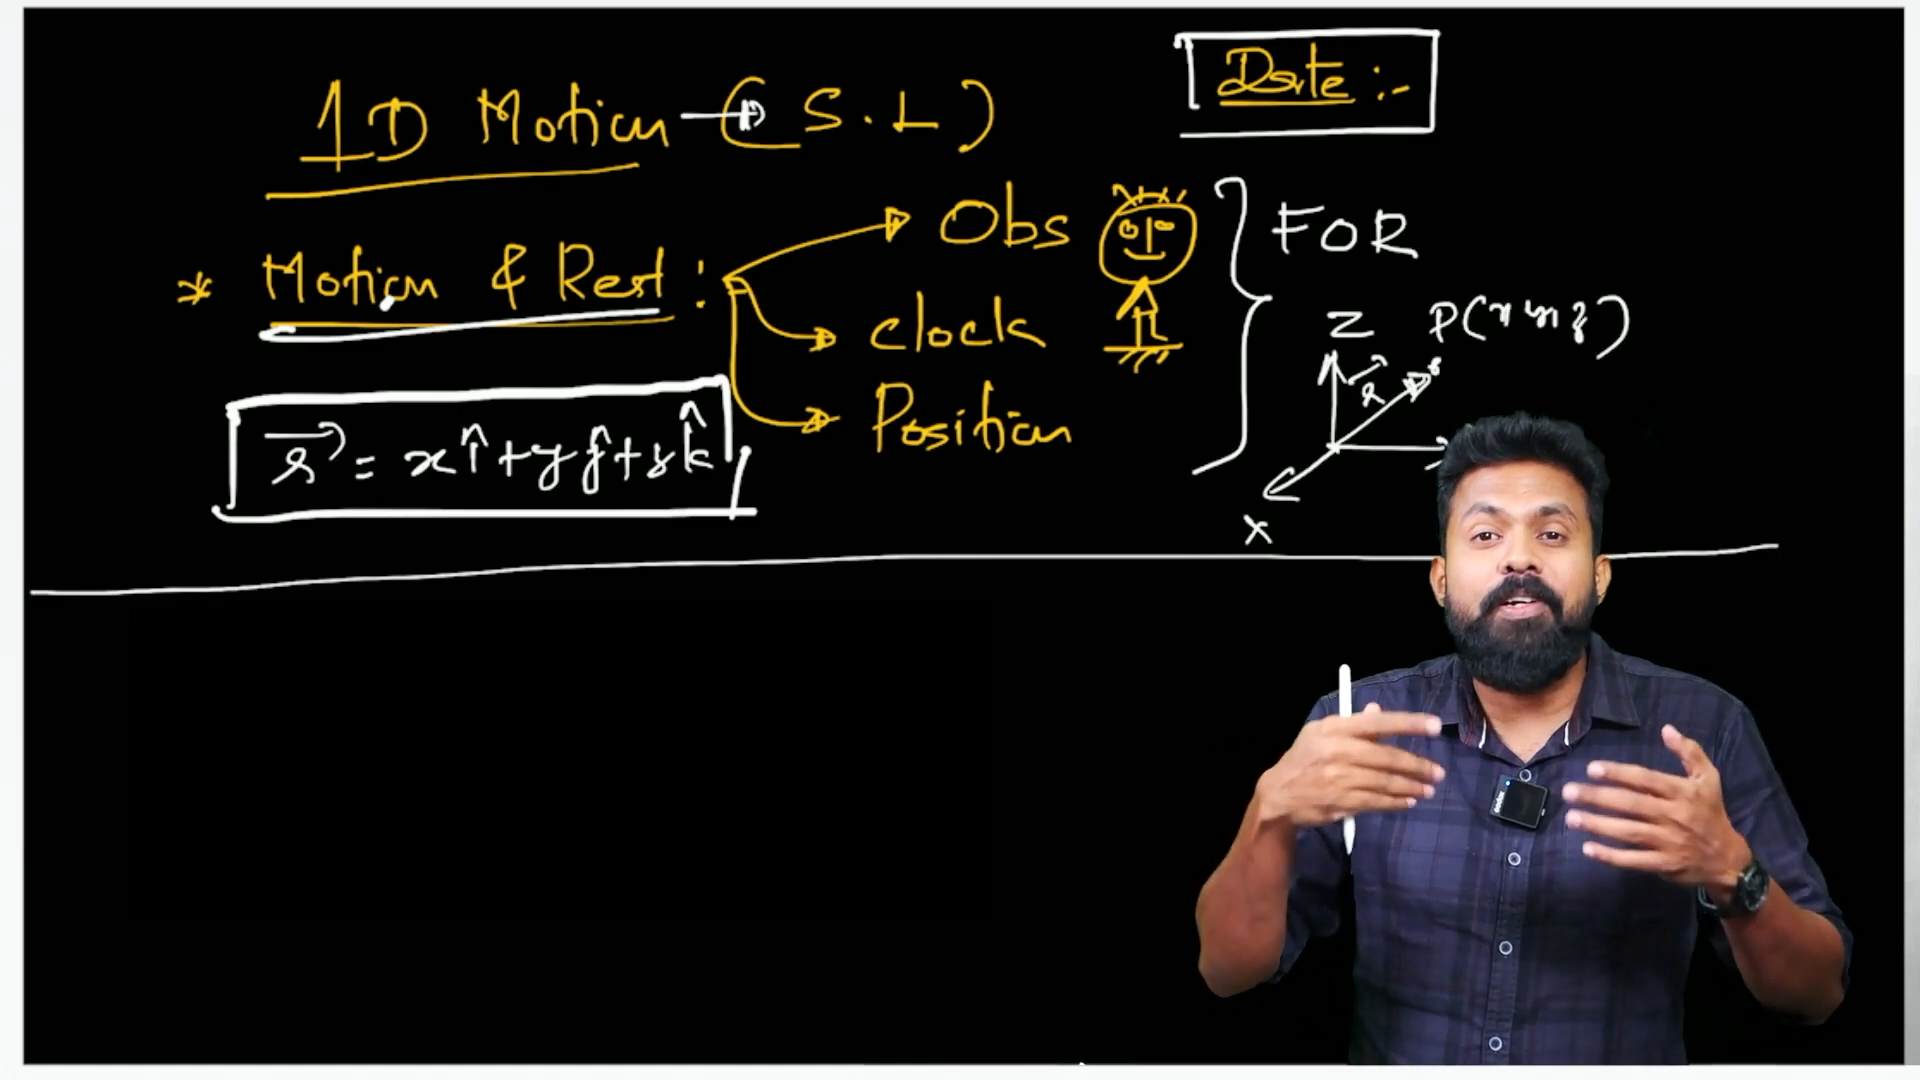 1D Motion → (S.L)
Date :-
* Motion & Rest :
Obs
clock
Position
FOR
Z
P(x, y, z)
r⃗
X
r⃗ = xî + yĵ + zk̂